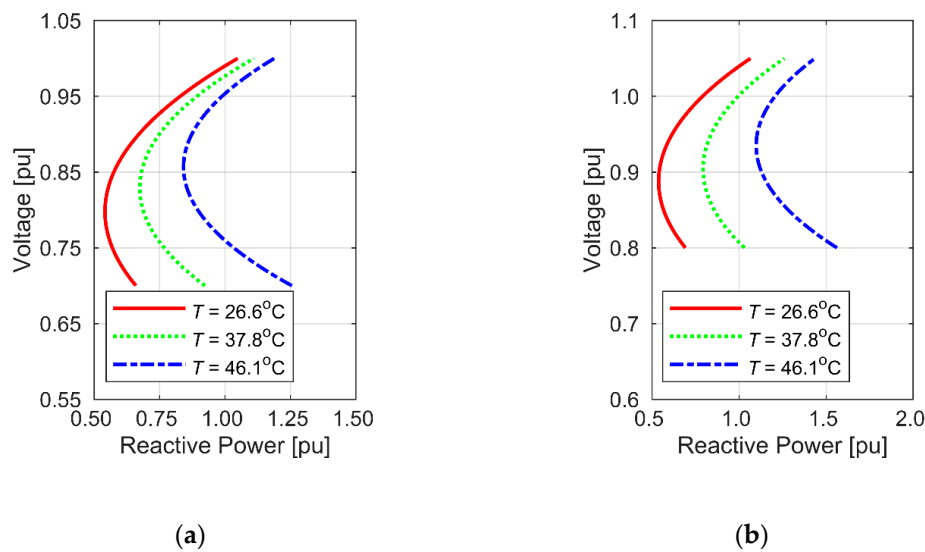 1.05
0.95
0.85
0.75
0.65
0.55
Voltage [pu]
T = 26.6°C
T = 37.8°C
T = 46.1°C
0.50 0.75 1.00 1.25 1.50
Reactive Power [pu]
(a)
1.1
1.0
0.9
0.8
0.7
0.6
Voltage [pu]
T = 26.6°C
T = 37.8°C
T = 46.1°C
0.5 1.0 1.5 2.0
Reactive Power [pu]
(b)